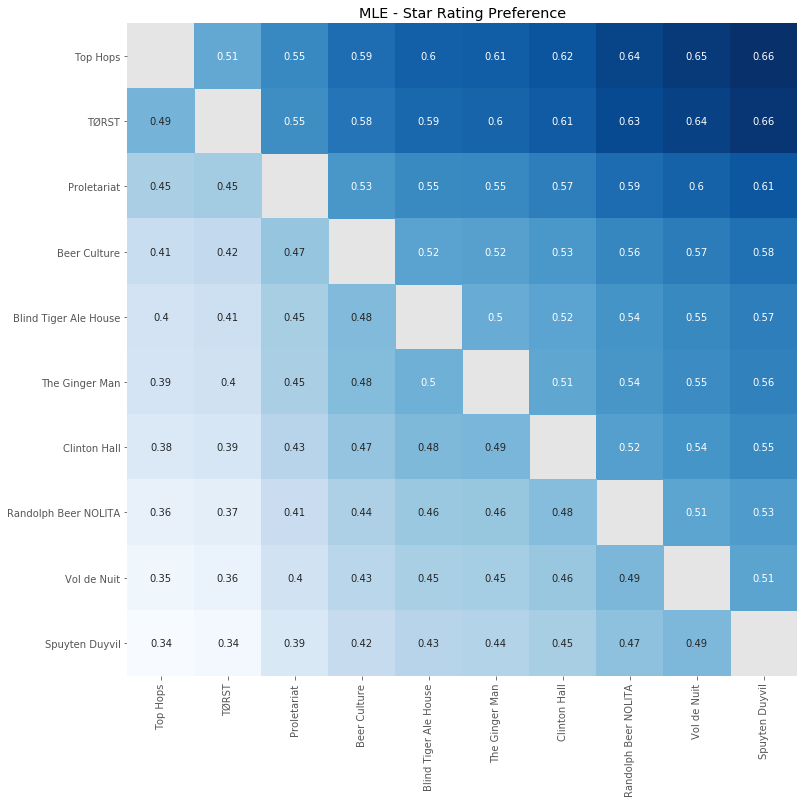 MLE - Star Rating Preference
Top Hops 0.51 0.55 0.59 0.6 0.61 0.62 0.64 0.65 0.66
TØRST 0.49 0.55 0.58 0.59 0.6 0.61 0.63 0.64 0.66
Proletariat 0.45 0.45 0.53 0.55 0.55 0.57 0.59 0.6 0.61
Beer Culture 0.41 0.42 0.47 0.52 0.52 0.53 0.56 0.57 0.58
Blind Tiger Ale House 0.4 0.41 0.45 0.48 0.5 0.52 0.54 0.55 0.57
The Ginger Man 0.39 0.4 0.45 0.48 0.5 0.51 0.54 0.55 0.56
Clinton Hall 0.38 0.39 0.43 0.47 0.48 0.49 0.52 0.54 0.55
Randolph Beer NOLITA 0.36 0.37 0.41 0.44 0.46 0.46 0.48 0.51 0.53
Vol de Nuit 0.35 0.36 0.4 0.43 0.45 0.45 0.46 0.49 0.51
Spuyten Duyvil 0.34 0.34 0.39 0.42 0.43 0.44 0.45 0.47 0.49
Top Hops
TØRST
Proletariat
Beer Culture
Blind Tiger Ale House
The Ginger Man
Clinton Hall
Randolph Beer NOLITA
Vol de Nuit
Spuyten Duyvil